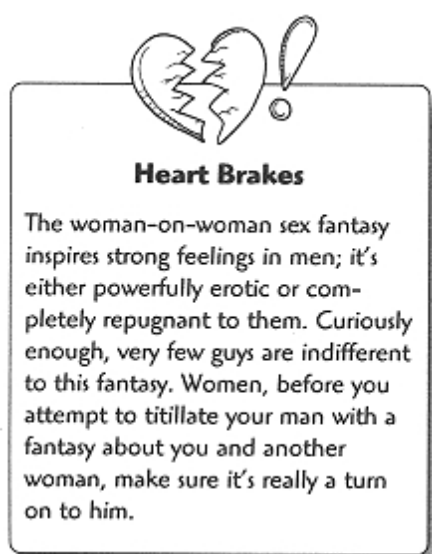 Heart Brakes
The woman-on-woman sex fantasy
inspires strong feelings in men; it's
either powerfully erotic or com-
pletely repugnant to them. Curiously
enough, very few guys are indifferent
to this fantasy. Women, before you
attempt to titillate your man with a
fantasy about you and another
woman, make sure it's really a turn
on to him.